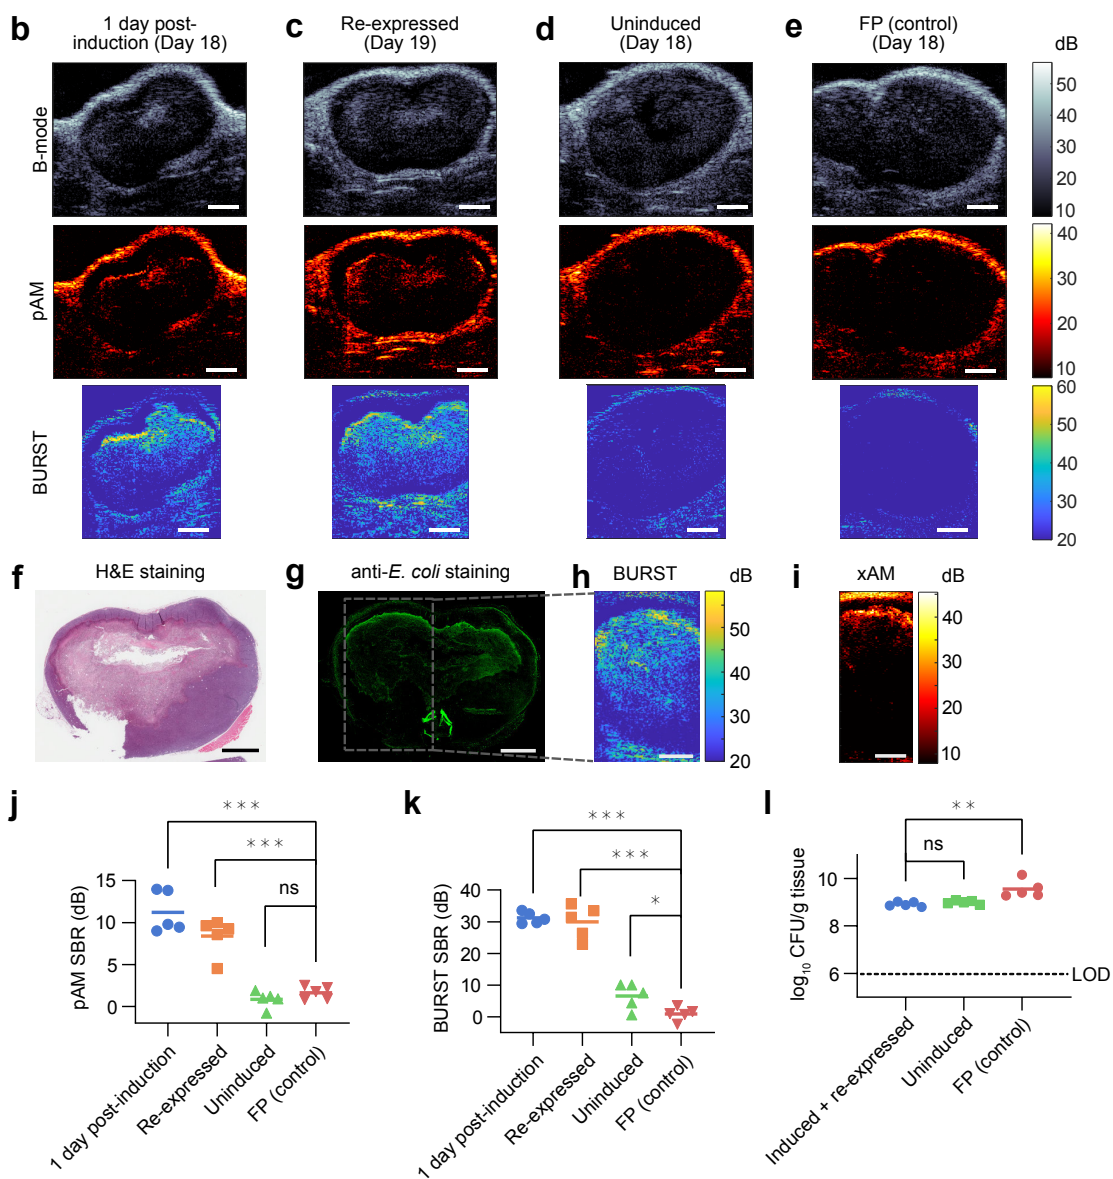 b
1 day post-
induction (Day 18)
c
Re-expressed
(Day 19)
d
Uninduced
(Day 18)
e
FP (control)
(Day 18)
dB
B-mode
50
40
30
20
10
pAM
40
30
20
10
BURST
60
50
40
30
20
f
H&E staining
g
anti-E. coli staining
h
BURST
dB
50
40
30
20
i
xAM
dB
40
30
20
10
j
***
***
ns
pAM SBR (dB)
15
10
5
0
1 day post-induction
Re-expressed
Uninduced
FP (control)
k
***
***
*
BURST SBR (dB)
40
30
20
10
0
1 day post-induction
Re-expressed
Uninduced
FP (control)
l
**
ns
log10 CFU/g tissue
10
8
6
LOD
Induced + re-expressed
Uninduced
FP (control)